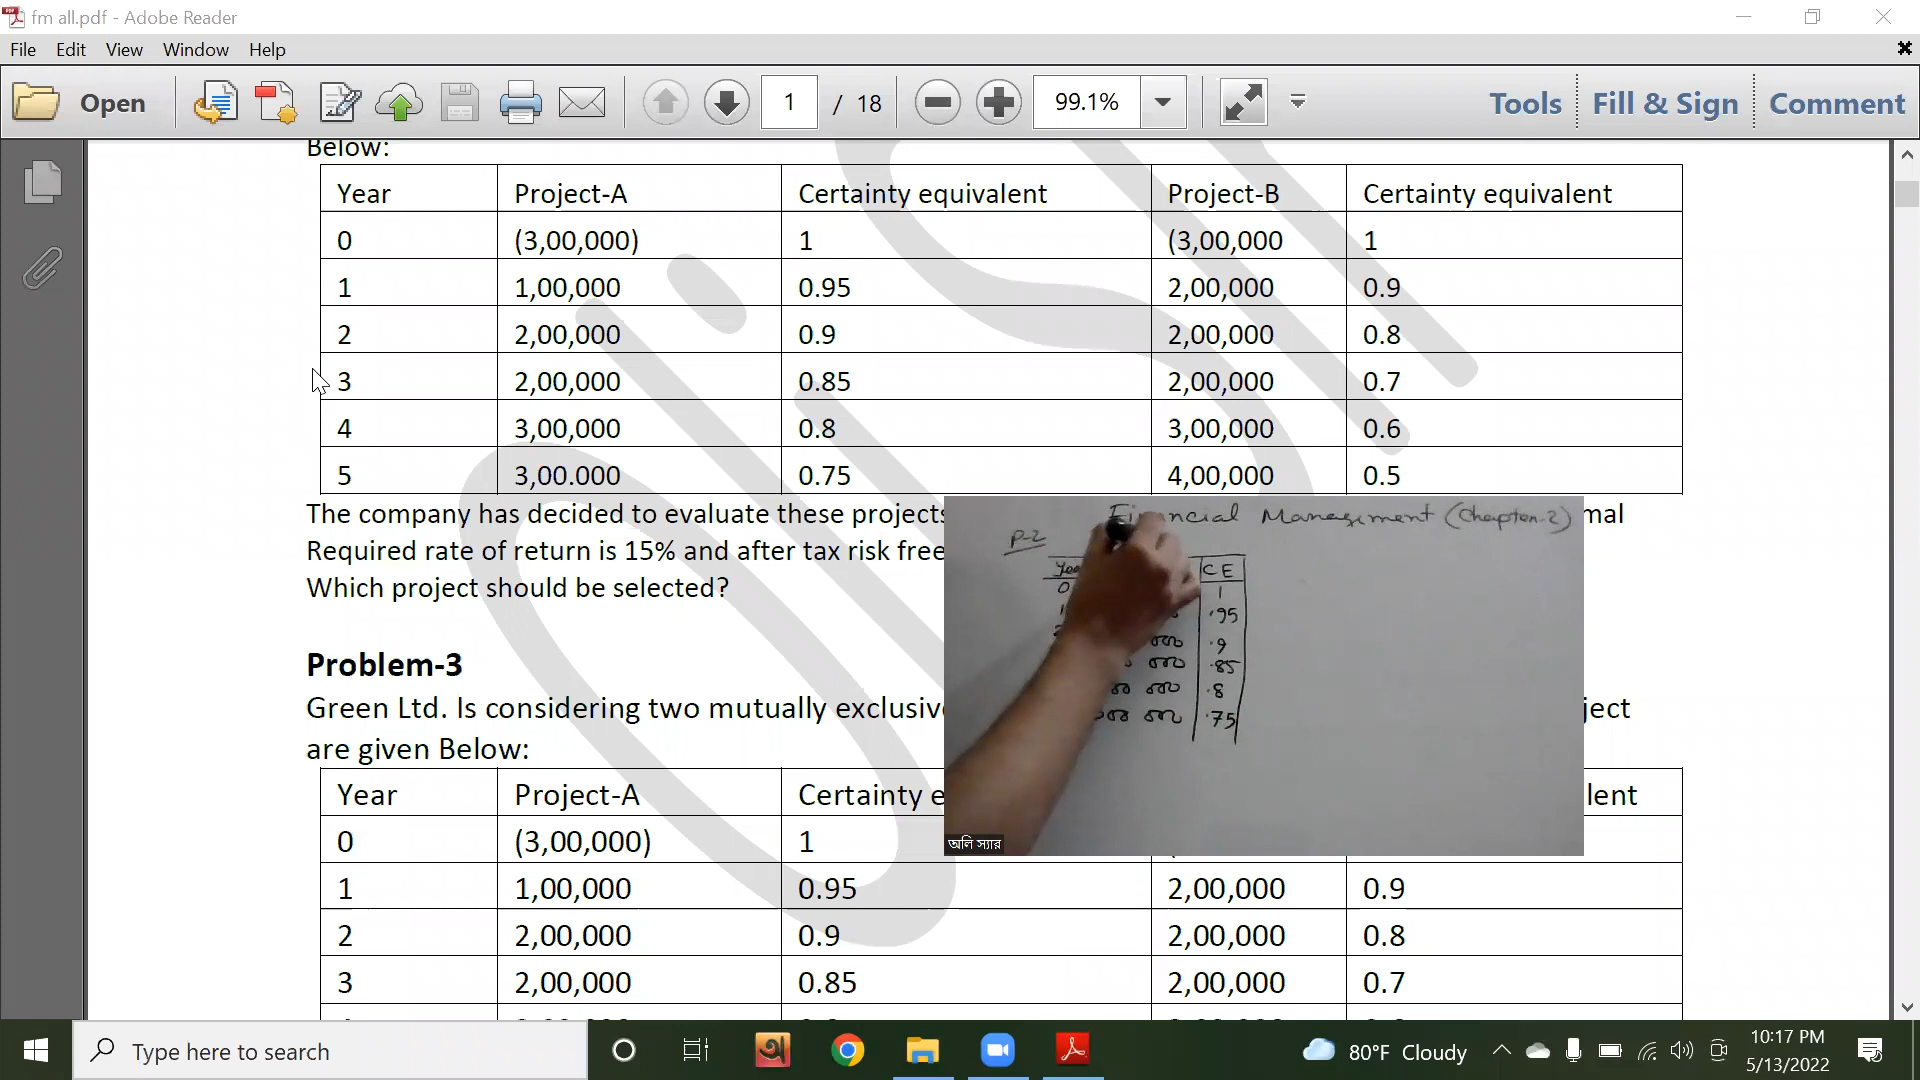 fm all.pdf - Adobe Reader
File Edit View Window Help
Open 1 / 18 99.1% Tools Fill & Sign Comment
Below:
Year Project-A Certainty equivalent Project-B Certainty equivalent
0 (3,00,000) 1 (3,00,000 1
1 1,00,000 0.95 2,00,000 0.9
2 2,00,000 0.9 2,00,000 0.8
3 2,00,000 0.85 2,00,000 0.7
4 3,00,000 0.8 3,00,000 0.6
5 3,00.000 0.75 4,00,000 0.5
The company has decided to evaluate these projects mal
Required rate of return is 15% and after tax risk free
Which project should be selected?
Financial Management (Chapter-2)
P-2
CE
0 1
1 .95
2 000 .9
000 .85
00 000 .8
000 000 .75
অলি স্যার
Problem-3
Green Ltd. Is considering two mutually exclusiv ject
are given Below:
Year Project-A Certainty e lent
0 (3,00,000) 1
1 1,00,000 0.95 2,00,000 0.9
2 2,00,000 0.9 2,00,000 0.8
3 2,00,000 0.85 2,00,000 0.7
Type here to search
80°F Cloudy
10:17 PM
5/13/2022